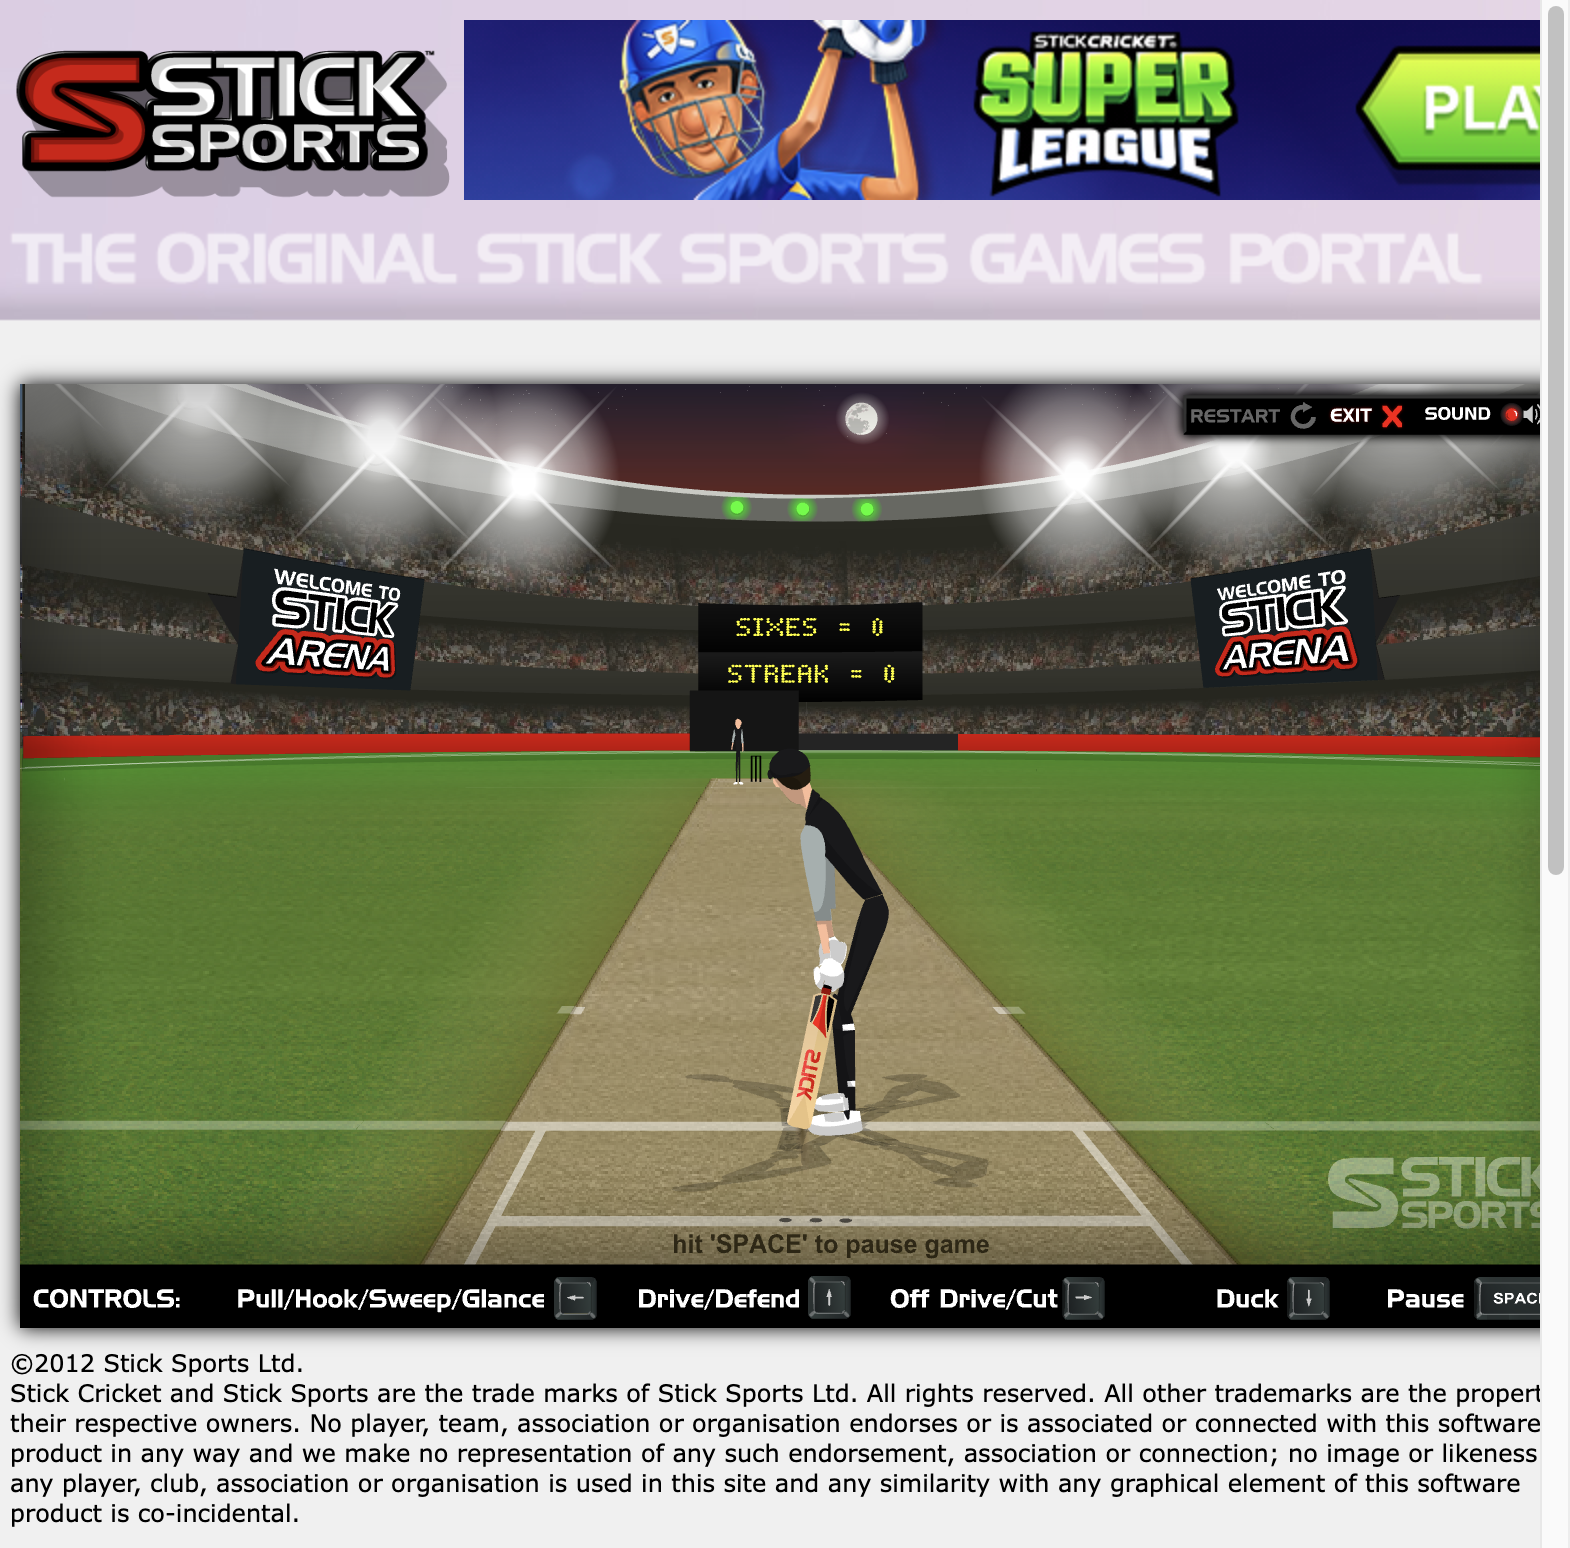 STICK
SPORTS
™
STICKCRICKET
SUPER
LEAGUE
THE ORIGINAL STICK SPORTS GAMES PORTAL
RESTART EXIT SOUND
WELCOME TO
STICK
ARENA
WELCOME TO
STICK
ARENA
SIXES = 0
STREAK = 0
STICK
SPORTS
hit 'SPACE' to pause game
CONTROLS: Pull/Hook/Sweep/Glance ← Drive/Defend ↑ Off Drive/Cut → Duck ↓ Pause
©2012 Stick Sports Ltd.
Stick Cricket and Stick Sports are the trade marks of Stick Sports Ltd. All rights reserved. All other trademarks are the
their respective owners. No player, team, association or organisation endorses or is associated or connected with this software
product in any way and we make no representation of any such endorsement, association or connection; no image or likeness
any player, club, association or organisation is used in this site and any similarity with any graphical element of this software
product is co-incidental.